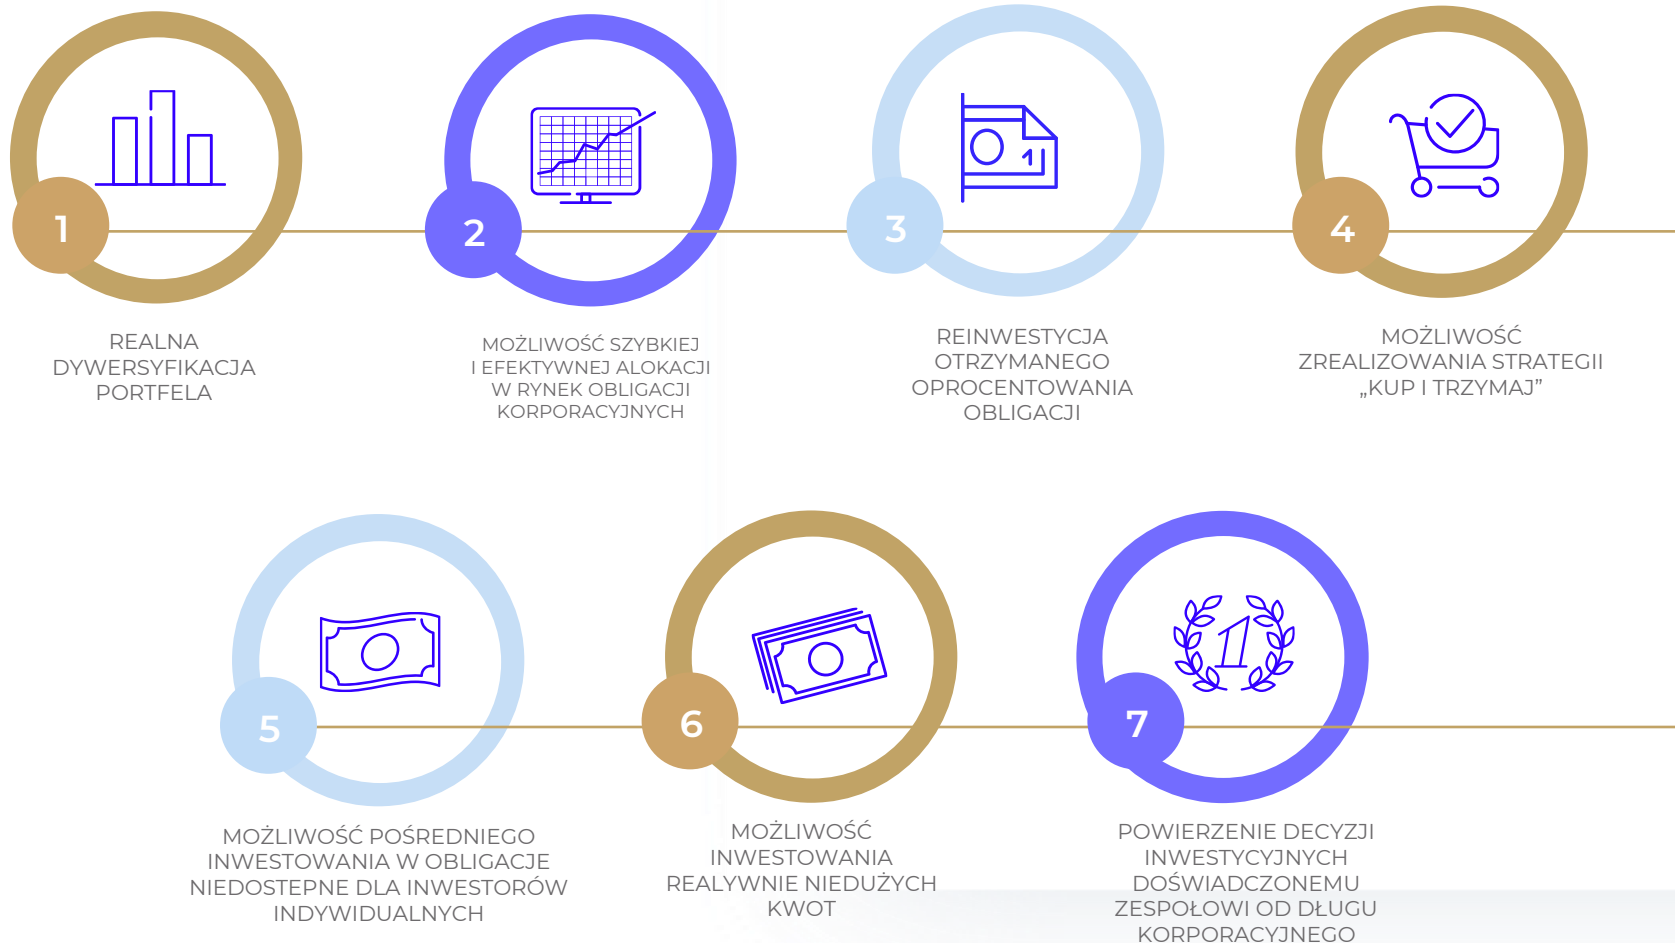 1
REALNA
DYWERSYFIKACJA
PORTFELA
2
MOŻLIWOŚĆ SZYBKIEJ
I EFEKTYWNEJ ALOKACJI
W RYNEK OBLIGACJI
KORPORACYJNYCH
3
REINWESTYCJA
OTRZYMANEGO
OPROCENTOWANIA
OBLIGACJI
4
MOŻLIWOŚĆ
ZREALIZOWANIA STRATEGII
„KUP I TRZYMAJ”
5
MOŻLIWOŚĆ POŚREDNIEGO
INWESTOWANIA W OBLIGACJE
NIEDOSTEPNE DLA INWESTORÓW
INDYWIDUALNYCH
6
MOŻLIWOŚĆ
INWESTOWANIA
REALYWNIE NIEDUŻYCH
KWOT
1
7
POWIERZENIE DECYZJI
INWESTYCYJNYCH
DOŚWIADCZONEMU
ZESPOŁOWI OD DŁUGU
KORPORACYJNEGO